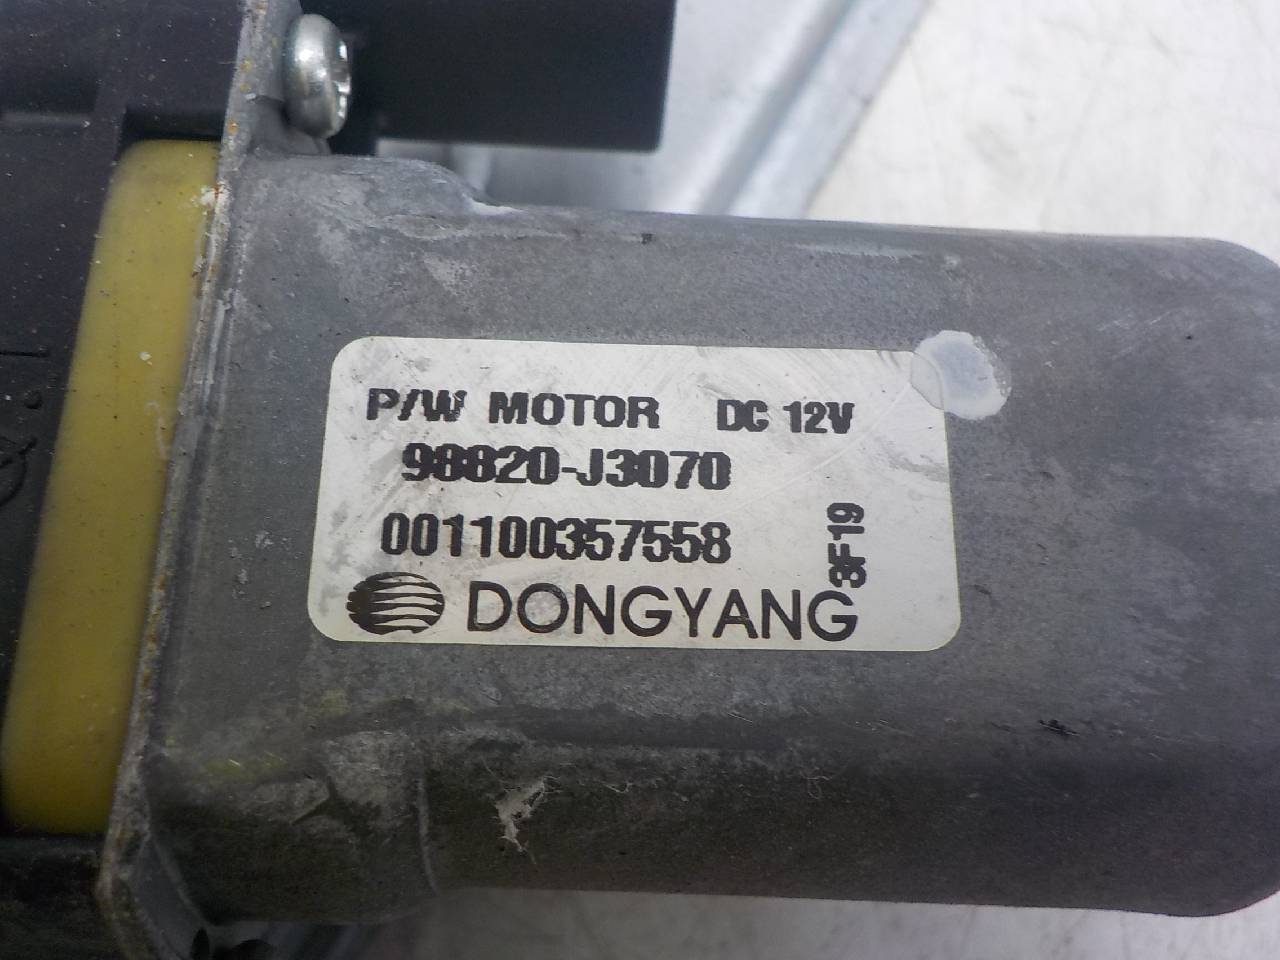 P/W MOTOR DC 12V
98820-J3070
001100357558
3F19
DONGYANG